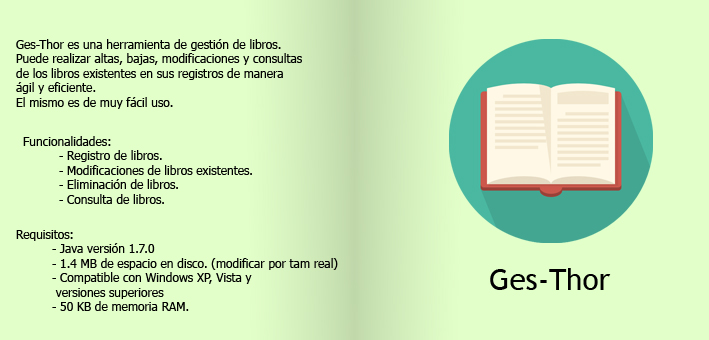 Ges-Thor es una herramienta de gestión de libros.
Puede realizar altas, bajas, modificaciones y consultas
de los libros existentes en sus registros de manera
ágil y eficiente.
El mismo es de muy fácil uso.
Funcionalidades:
- Registro de libros.
- Modificaciones de libros existentes.
- Eliminación de libros.
- Consulta de libros.
Requisitos:
- Java versión 1.7.0
- 1.4 MB de espacio en disco. (modificar por tam real)
- Compatible con Windows XP, Vista y
versiones superiores
- 50 KB de memoria RAM.
Ges-Thor